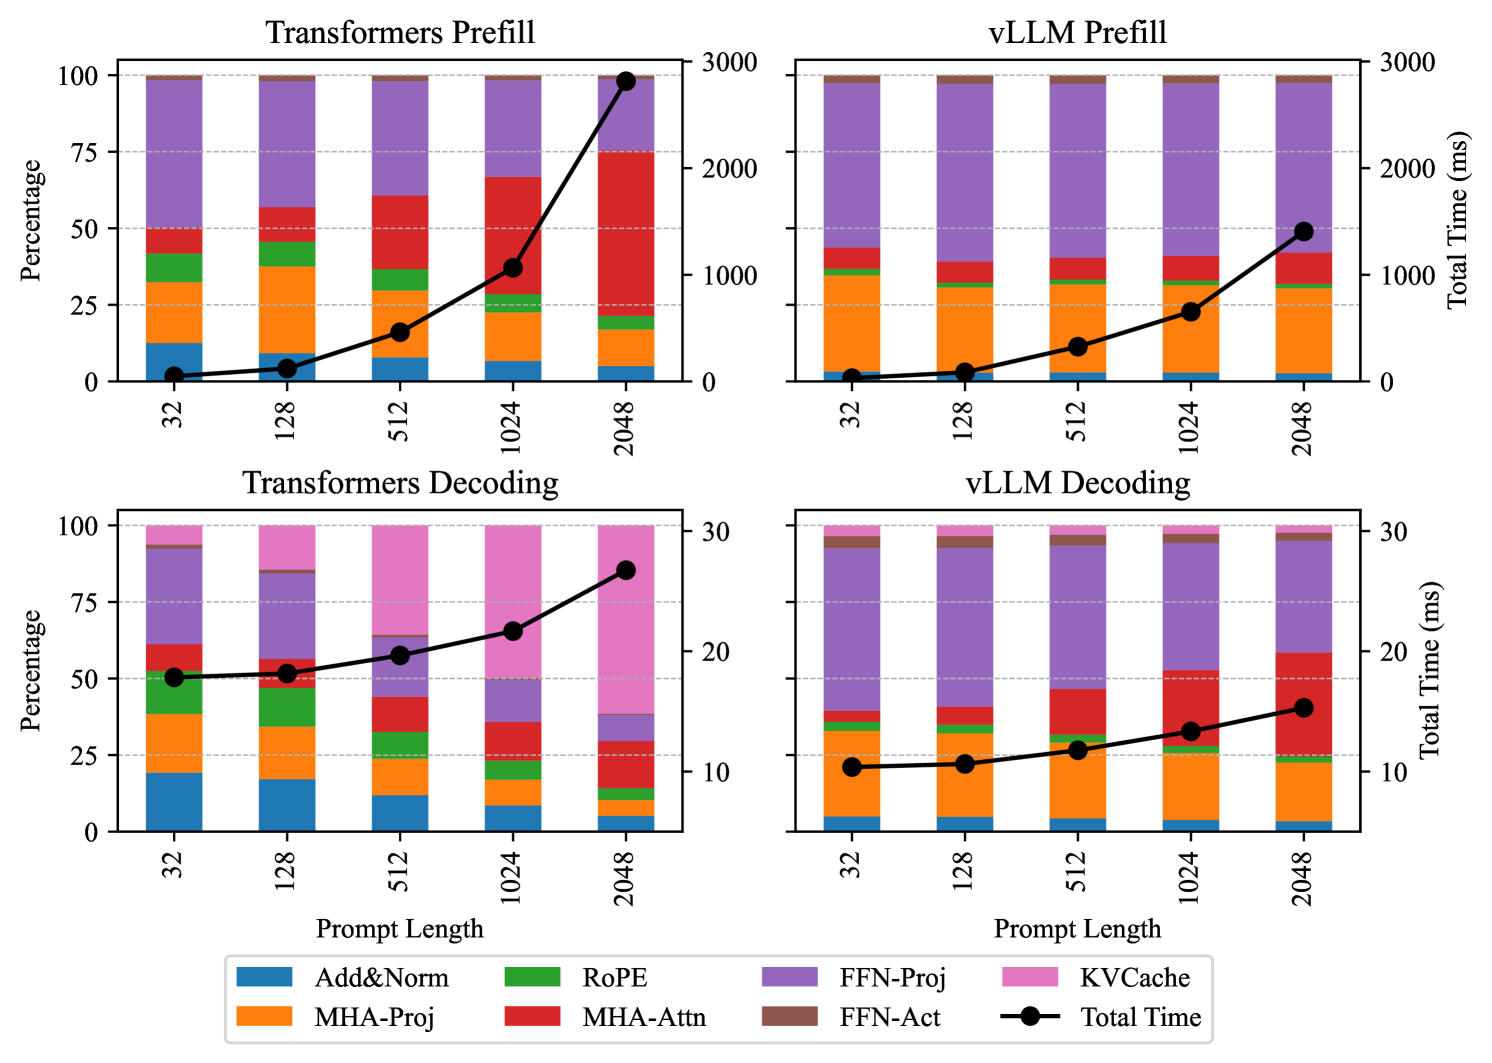 Transformers Prefill
vLLM Prefill
Percentage
100
75
50
25
0
3000
2000
1000
0
32
128
512
1024
2048
3000
2000
1000
0
Total Time (ms)
32
128
512
1024
2048
Transformers Decoding
vLLM Decoding
Percentage
100
75
50
25
0
30
20
10
32
128
512
1024
2048
Prompt Length
30
20
10
Total Time (ms)
32
128
512
1024
2048
Prompt Length
Add&Norm
RoPE
FFN-Proj
KVCache
MHA-Proj
MHA-Attn
FFN-Act
Total Time